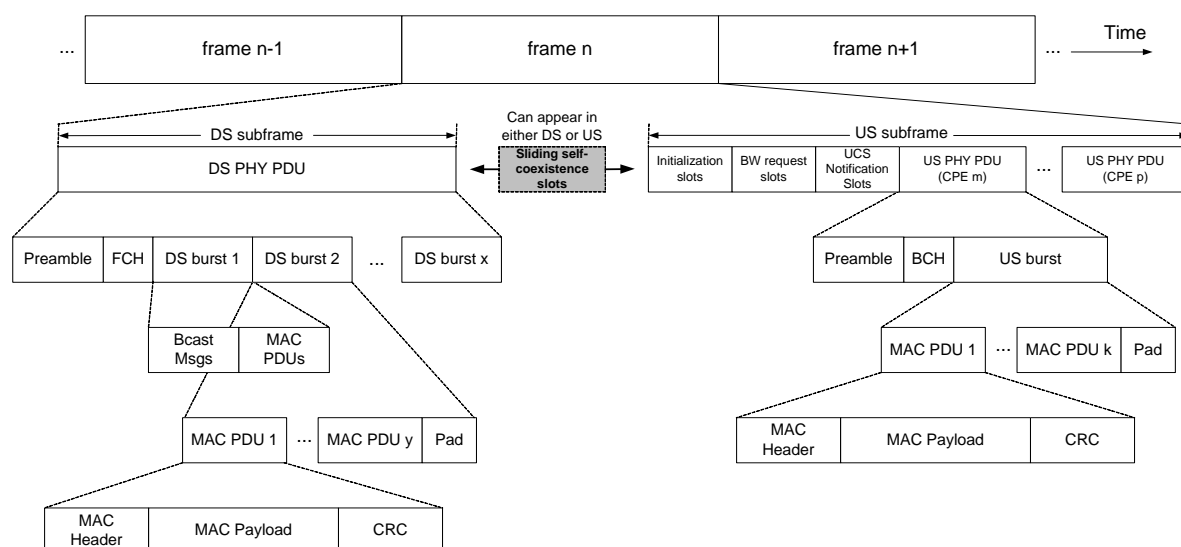 ... frame n-1 frame n frame n+1 ... Time
Can appear in
either DS or US
DS subframe
US subframe
DS PHY PDU
Sliding self-
coexistence
slots
Initialization
slots
BW request
slots
UCS
Notification
Slots
US PHY PDU
(CPE m)
...
US PHY PDU
(CPE p)
Preamble FCH DS burst 1 DS burst 2 ... DS burst x
Preamble BCH US burst
Bcast
Msgs
MAC
PDUs
MAC PDU 1 ... MAC PDU k Pad
MAC PDU 1 ... MAC PDU y Pad
MAC
Header
MAC Payload
CRC
MAC
Header
MAC Payload
CRC